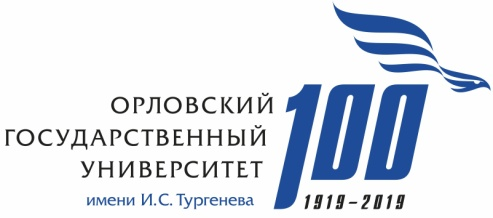 ОРЛОВСКИЙ
ГОСУДАРСТВЕННЫЙ
УНИВЕРСИТЕТ
имени И.С. Тургенева
100
1919–2019